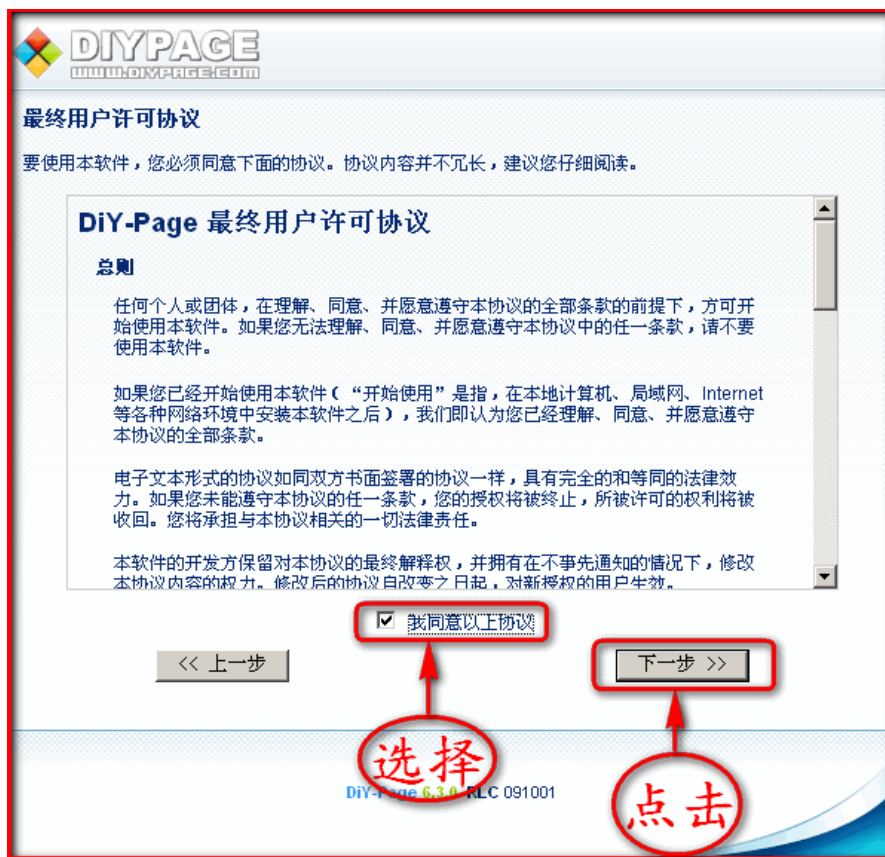 DIYPAGE
WWW.DIYPAGE.COM
最终用户许可协议
要使用本软件，您必须同意下面的协议。协议内容并不冗长，建议您仔细阅读。
DiY-Page 最终用户许可协议
总则
任何个人或团体，在理解、同意、并愿意遵守本协议的全部条款的前提下，方可开
始使用本软件。如果您无法理解、同意、并愿意遵守本协议中的任一条款，请不要
使用本软件。
如果您已经开始使用本软件（“开始使用”是指，在本地计算机、局域网、Internet
等各种网络环境中安装本软件之后），我们即认为您已经理解、同意、并愿意遵守
本协议的全部条款。
电子文本形式的协议如同双方书面签署的协议一样，具有完全的和等同的法律效
力。如果您未能遵守本协议的任一条款，您的授权将被终止，所被许可的权利将被
收回。您将承担与本协议相关的一切法律责任。
本软件的开发方保留对本协议的最终解释权，并拥有在不事先通知的情况下，修改
本协议内容的权力。修改后的协议自改变之日起，对新授权的用户生效。
我同意以上协议
<< 上一步
下一步 >>
选择
点击
DiY-Page 6.3.0 RLC 091001